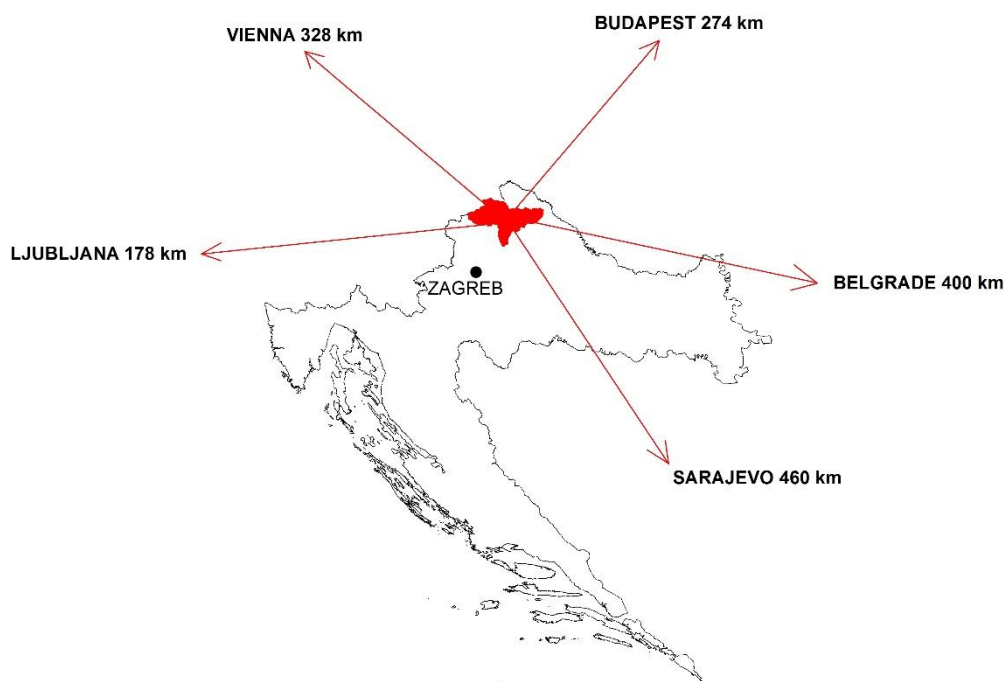 BUDAPEST 274 km
VIENNA 328 km
LJUBLJANA 178 km
ZAGREB
BELGRADE 400 km
SARAJEVO 460 km